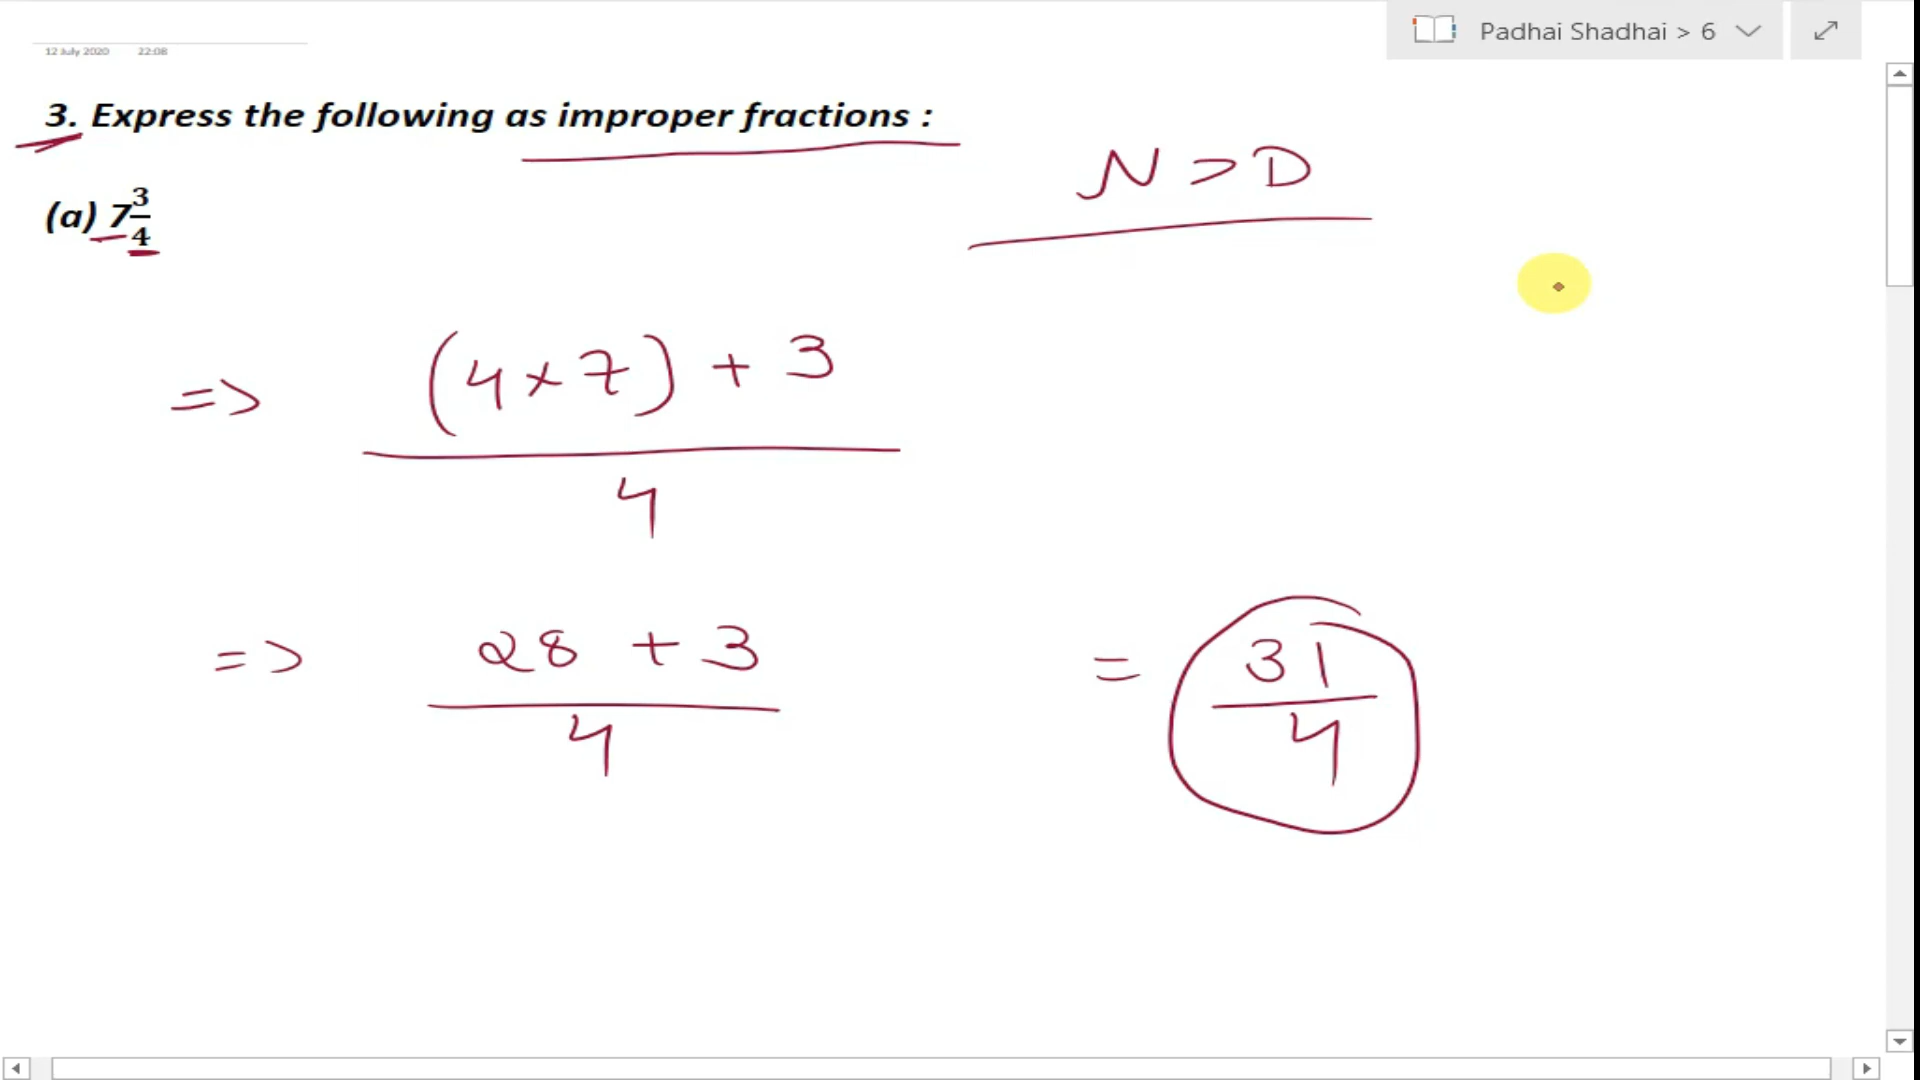 Padhai Shadhai > 6
12 July 2020 22:08
3. Express the following as improper fractions :
N > D
(a) 7 3/4
=> (4 × 7) + 3
4
=> 28 + 3 = 31
4 4